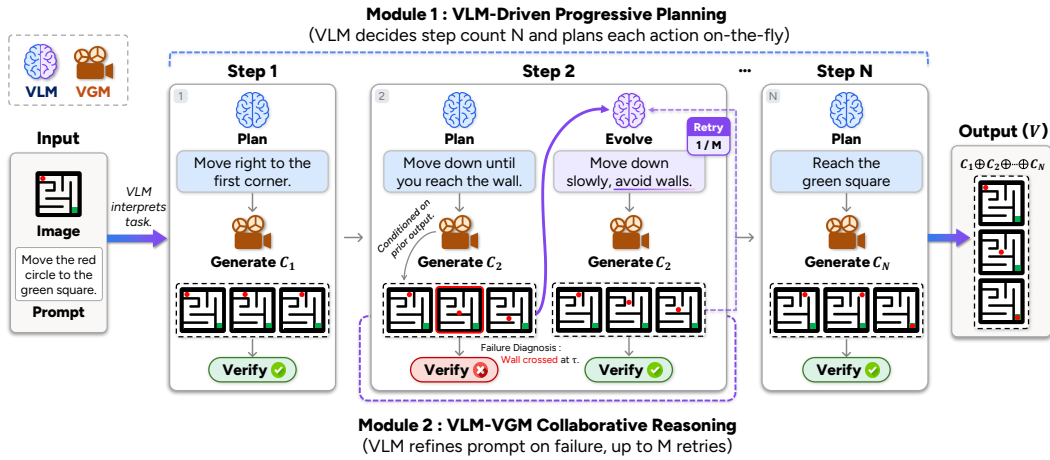 Module 1 : VLM-Driven Progressive Planning
(VLM decides step count N and plans each action on-the-fly)
VLM
VGM
Input
Image
Move the red
circle to the
green square.
Prompt
VLM
interprets
task.
Step 1
1
Plan
Move right to the
first corner.
Generate C₁
Verify
Step 2
2
Plan
Move down until
you reach the wall.
Conditioned on
prior output.
Generate C₂
Verify
Failure Diagnosis :
Wall crossed at τ.
Evolve
Retry
1 / M
Move down
slowly, avoid walls.
Generate C₂
Verify
...
Step N
N
Plan
Reach the
green square
Generate C_N
Verify
Output (V)
C₁⊕C₂⊕···⊕C_N
Module 2 : VLM-VGM Collaborative Reasoning
(VLM refines prompt on failure, up to M retries)